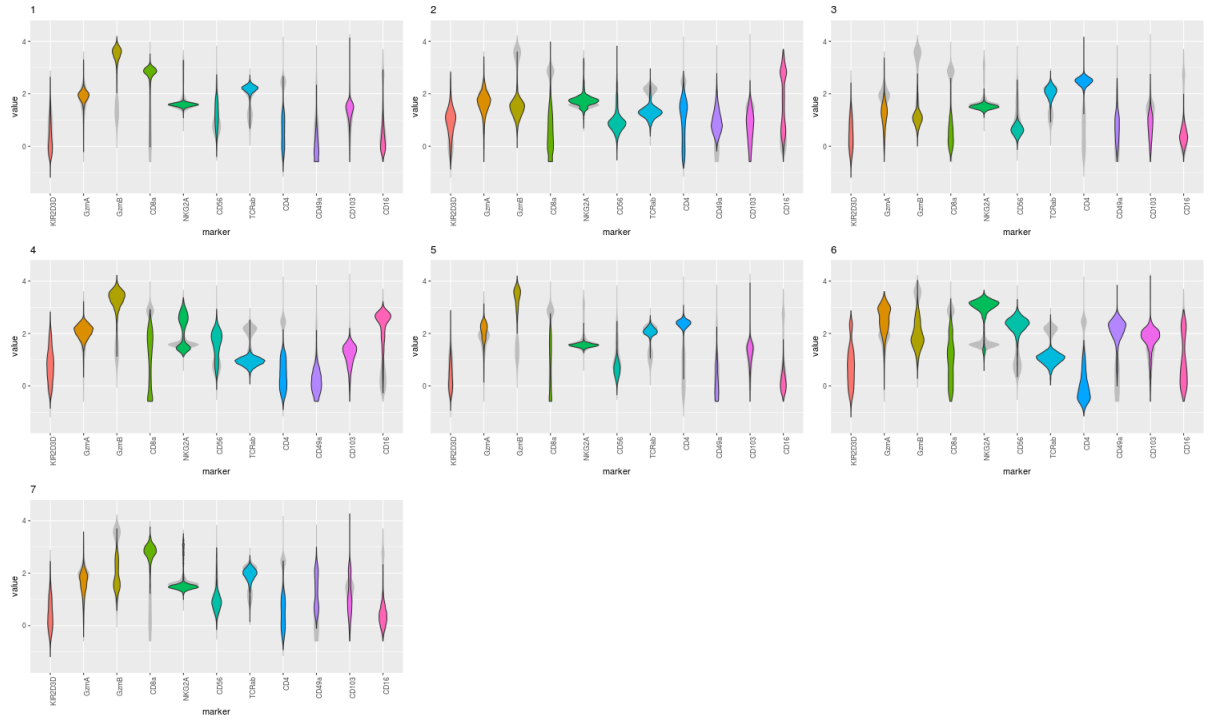 1
4
2
0
value
KIR2D3D
GzmA
GzmB
CD8a
NKG2A
CD56
TCRab
CD4
CD49a
CD103
CD16
marker
2
4
2
0
value
KIR2D3D
GzmA
GzmB
CD8a
NKG2A
CD56
TCRab
CD4
CD49a
CD103
CD16
marker
3
4
2
0
value
KIR2D3D
GzmA
GzmB
CD8a
NKG2A
CD56
TCRab
CD4
CD49a
CD103
CD16
marker
4
4
2
0
value
KIR2D3D
GzmA
GzmB
CD8a
NKG2A
CD56
TCRab
CD4
CD49a
CD103
CD16
marker
5
4
2
0
value
KIR2D3D
GzmA
GzmB
CD8a
NKG2A
CD56
TCRab
CD4
CD49a
CD103
CD16
marker
6
4
2
0
value
KIR2D3D
GzmA
GzmB
CD8a
NKG2A
CD56
TCRab
CD4
CD49a
CD103
CD16
marker
7
4
2
0
value
KIR2D3D
GzmA
GzmB
CD8a
NKG2A
CD56
TCRab
CD4
CD49a
CD103
CD16
marker